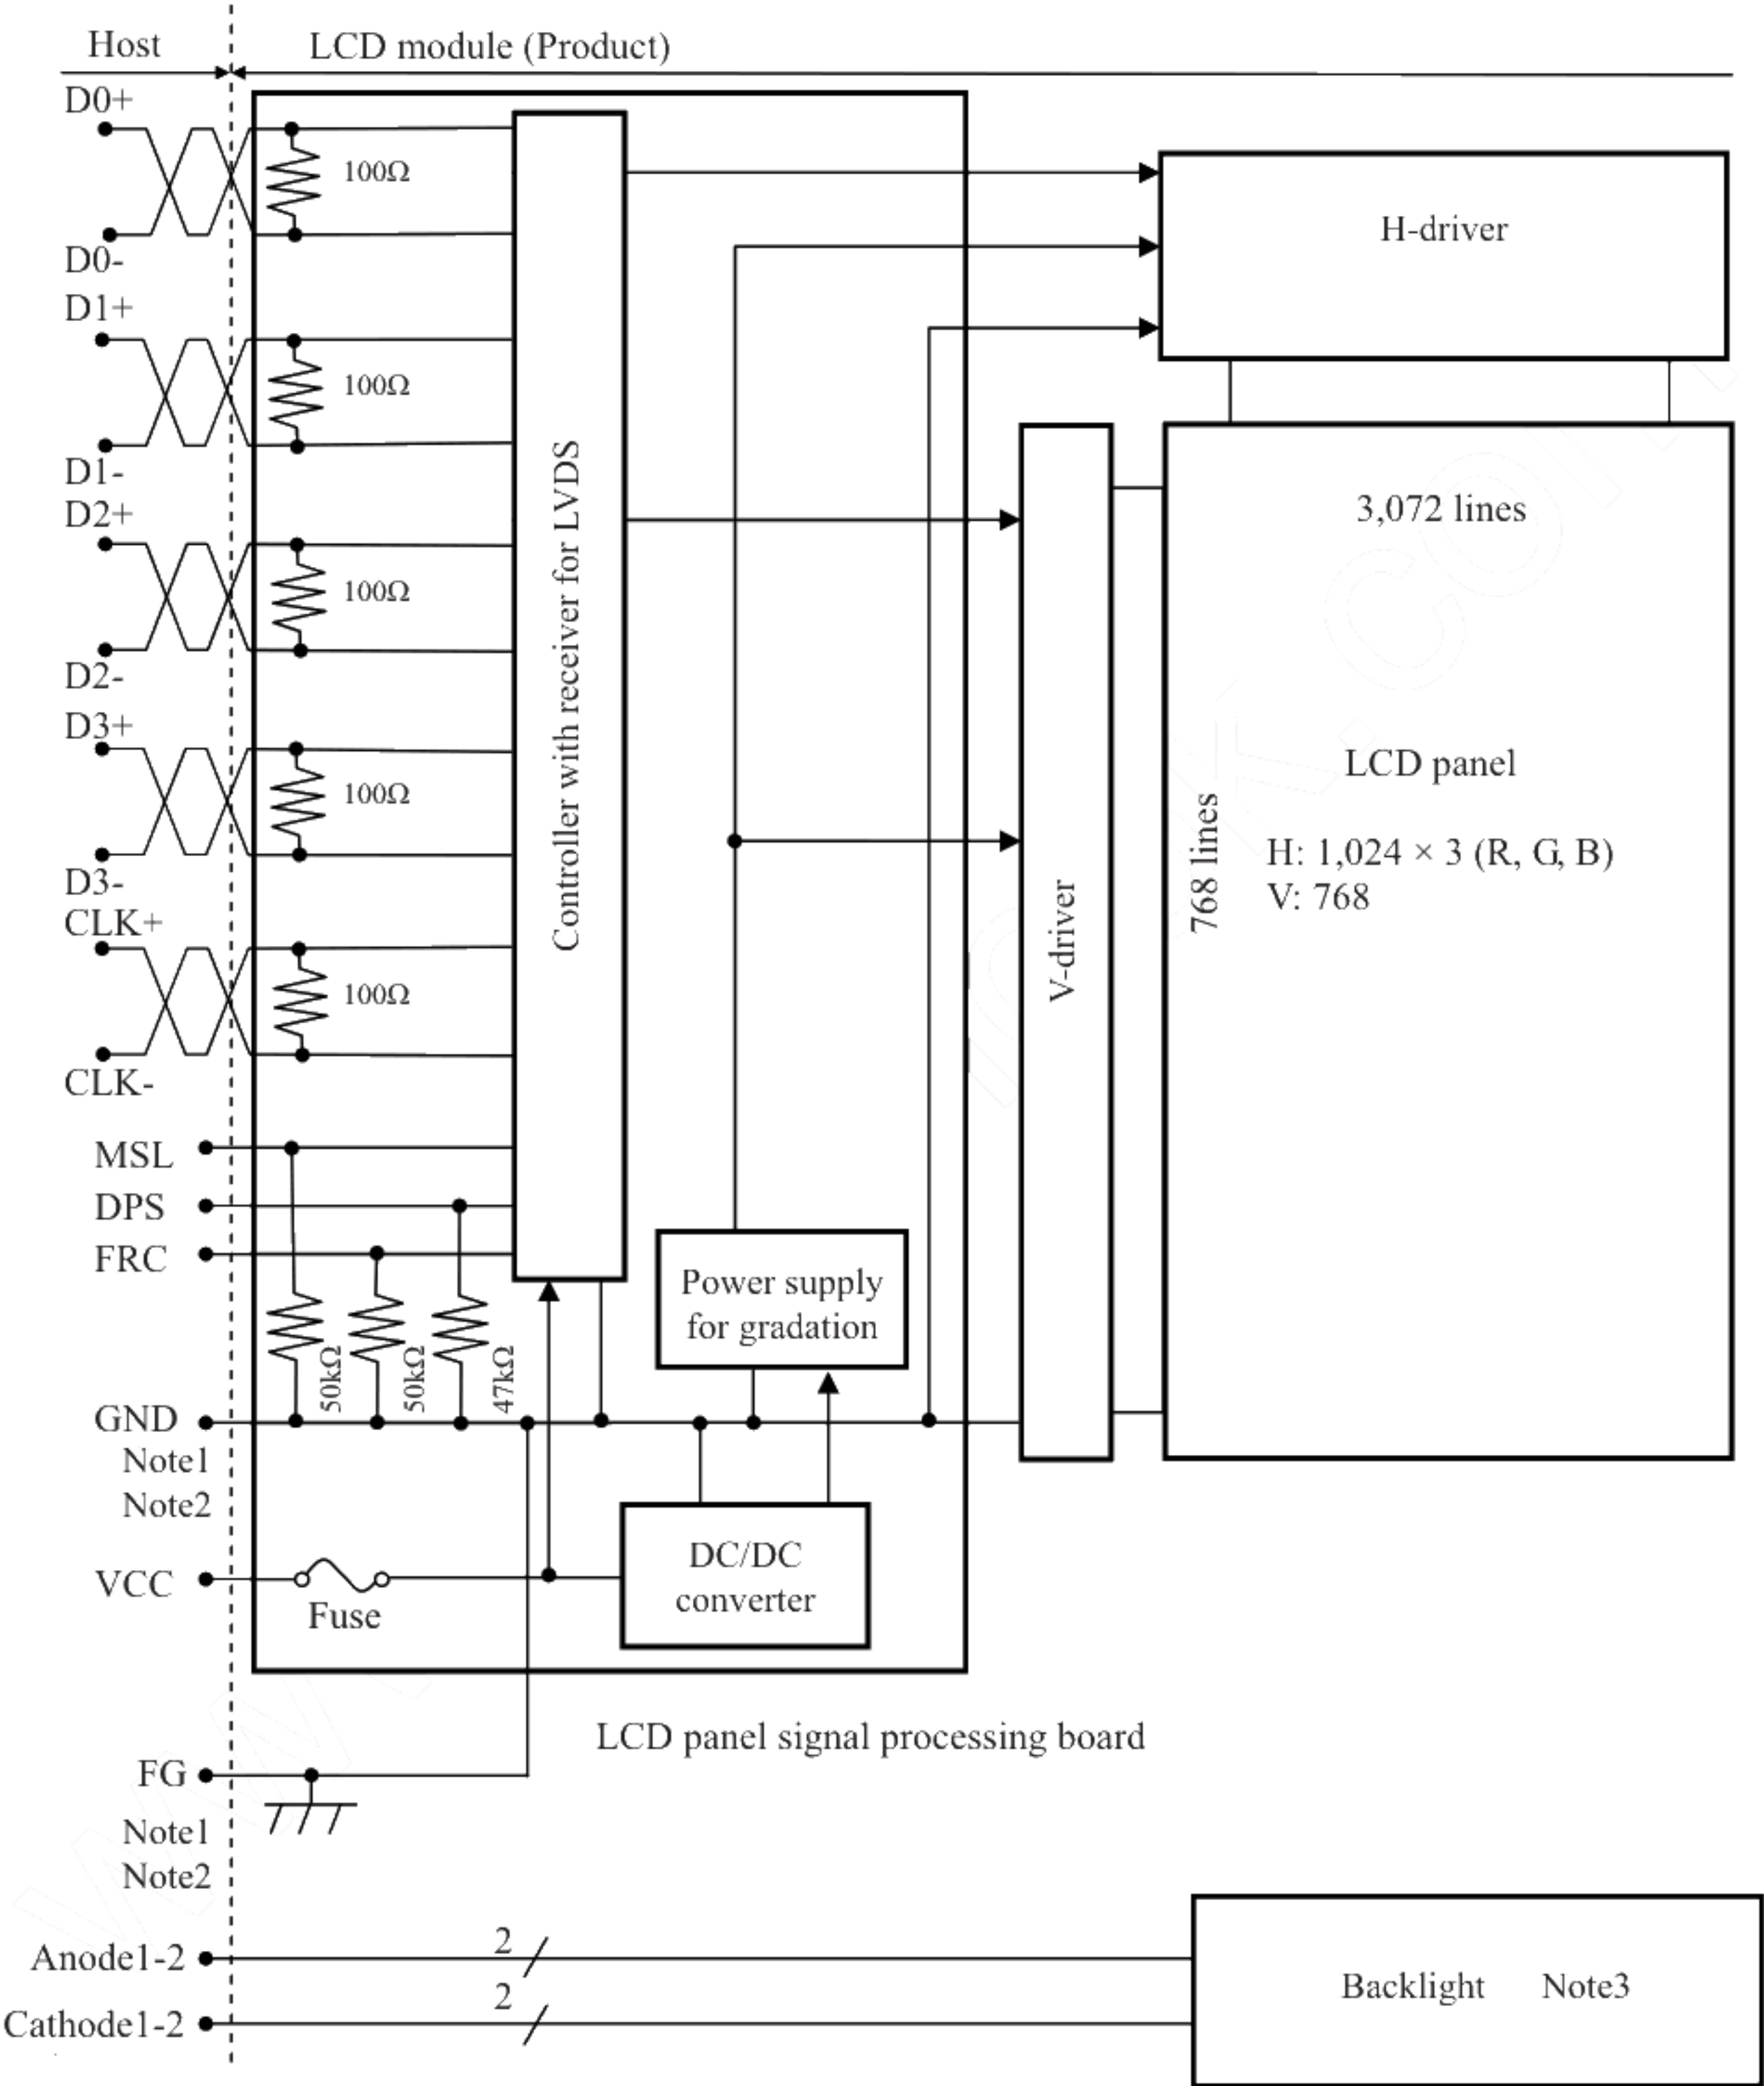 Host
LCD module (Product)
D0+
100Ω
D0-
H-driver
D1+
100Ω
D1-
D2+
100Ω
D2-
D3+
100Ω
D3-
CLK+
100Ω
CLK-
Controller with receiver for LVDS
V-driver
3,072 lines
768 lines
LCD panel
H: 1,024 × 3 (R, G, B)
V: 768
MSL
DPS
FRC
50kΩ
50kΩ
47kΩ
Power supply
for gradation
GND
Note1
Note2
VCC
Fuse
DC/DC
converter
LCD panel signal processing board
FG
Note1
Note2
Anode1-2
2
Cathode1-2
2
Backlight Note3